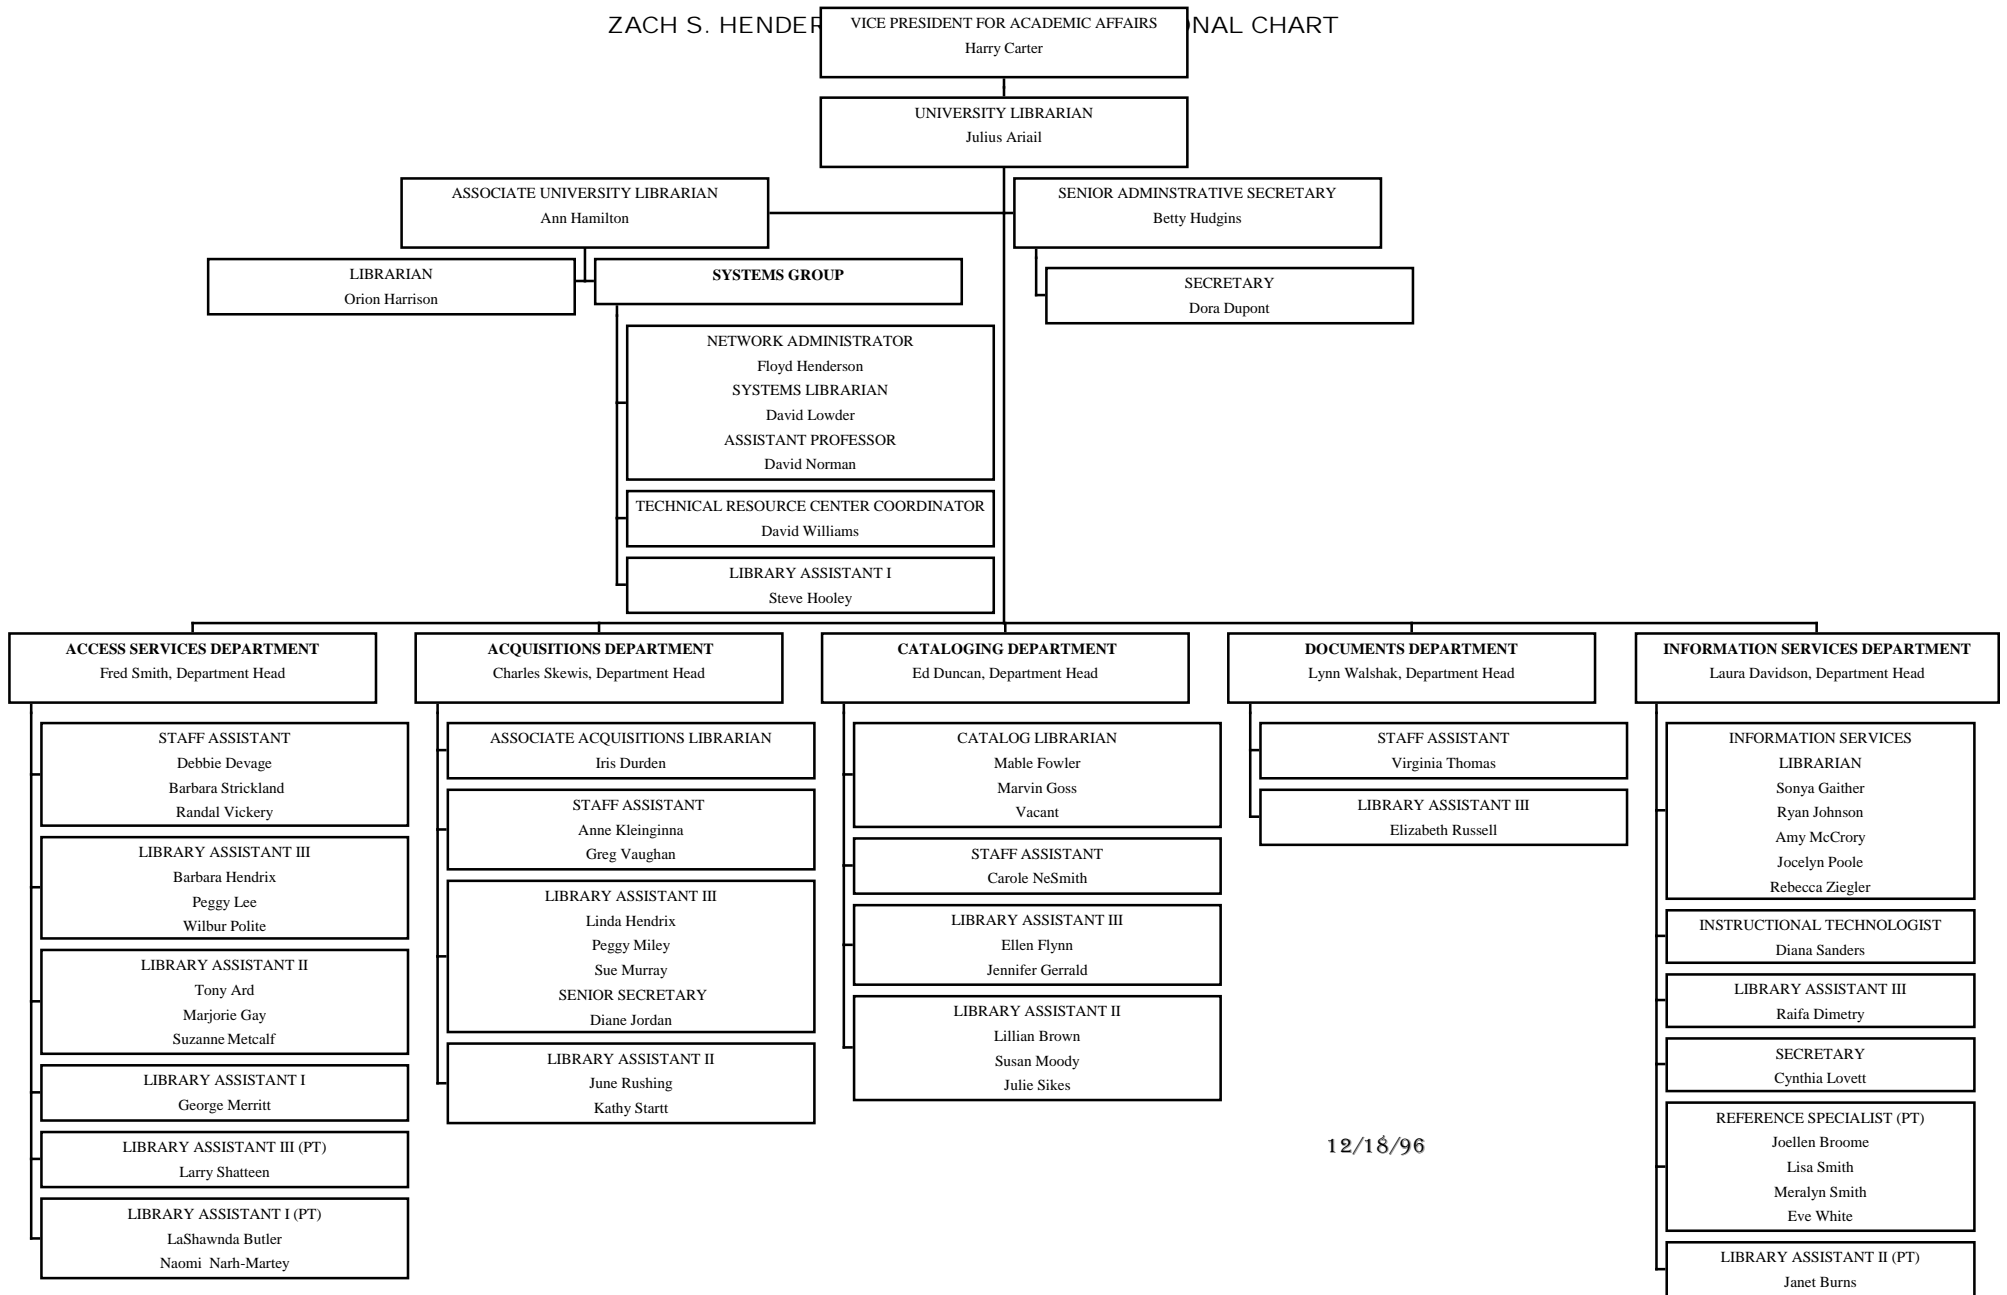 ZACH S. HENDER
NAL CHART
VICE PRESIDENT FOR ACADEMIC AFFAIRS
Harry Carter
UNIVERSITY LIBRARIAN
Julius Ariail
ASSOCIATE UNIVERSITY LIBRARIAN
Ann Hamilton
SENIOR ADMINSTRATIVE SECRETARY
Betty Hudgins
LIBRARIAN
Orion Harrison
SYSTEMS GROUP
SECRETARY
Dora Dupont
NETWORK ADMINISTRATOR
Floyd Henderson
SYSTEMS LIBRARIAN
David Lowder
ASSISTANT PROFESSOR
David Norman
TECHNICAL RESOURCE CENTER COORDINATOR
David Williams
LIBRARY ASSISTANT I
Steve Hooley
ACCESS SERVICES DEPARTMENT
Fred Smith, Department Head
STAFF ASSISTANT
Debbie Devage
Barbara Strickland
Randal Vickery
LIBRARY ASSISTANT III
Barbara Hendrix
Peggy Lee
Wilbur Polite
LIBRARY ASSISTANT II
Tony Ard
Marjorie Gay
Suzanne Metcalf
LIBRARY ASSISTANT I
George Merritt
LIBRARY ASSISTANT III (PT)
Larry Shatteen
LIBRARY ASSISTANT I (PT)
LaShawnda Butler
Naomi Narh-Martey
ACQUISITIONS DEPARTMENT
Charles Skewis, Department Head
ASSOCIATE ACQUISITIONS LIBRARIAN
Iris Durden
STAFF ASSISTANT
Anne Kleinginna
Greg Vaughan
LIBRARY ASSISTANT III
Linda Hendrix
Peggy Miley
Sue Murray
SENIOR SECRETARY
Diane Jordan
LIBRARY ASSISTANT II
June Rushing
Kathy Startt
CATALOGING DEPARTMENT
Ed Duncan, Department Head
CATALOG LIBRARIAN
Mable Fowler
Marvin Goss
Vacant
STAFF ASSISTANT
Carole NeSmith
LIBRARY ASSISTANT III
Ellen Flynn
Jennifer Gerrald
LIBRARY ASSISTANT II
Lillian Brown
Susan Moody
Julie Sikes
DOCUMENTS DEPARTMENT
Lynn Walshak, Department Head
STAFF ASSISTANT
Virginia Thomas
LIBRARY ASSISTANT III
Elizabeth Russell
12/18/96
INFORMATION SERVICES DEPARTMENT
Laura Davidson, Department Head
INFORMATION SERVICES
LIBRARIAN
Sonya Gaither
Ryan Johnson
Amy McCrory
Jocelyn Poole
Rebecca Ziegler
INSTRUCTIONAL TECHNOLOGIST
Diana Sanders
LIBRARY ASSISTANT III
Raifa Dimetry
SECRETARY
Cynthia Lovett
REFERENCE SPECIALIST (PT)
Joellen Broome
Lisa Smith
Meralyn Smith
Eve White
LIBRARY ASSISTANT II (PT)
Janet Burns